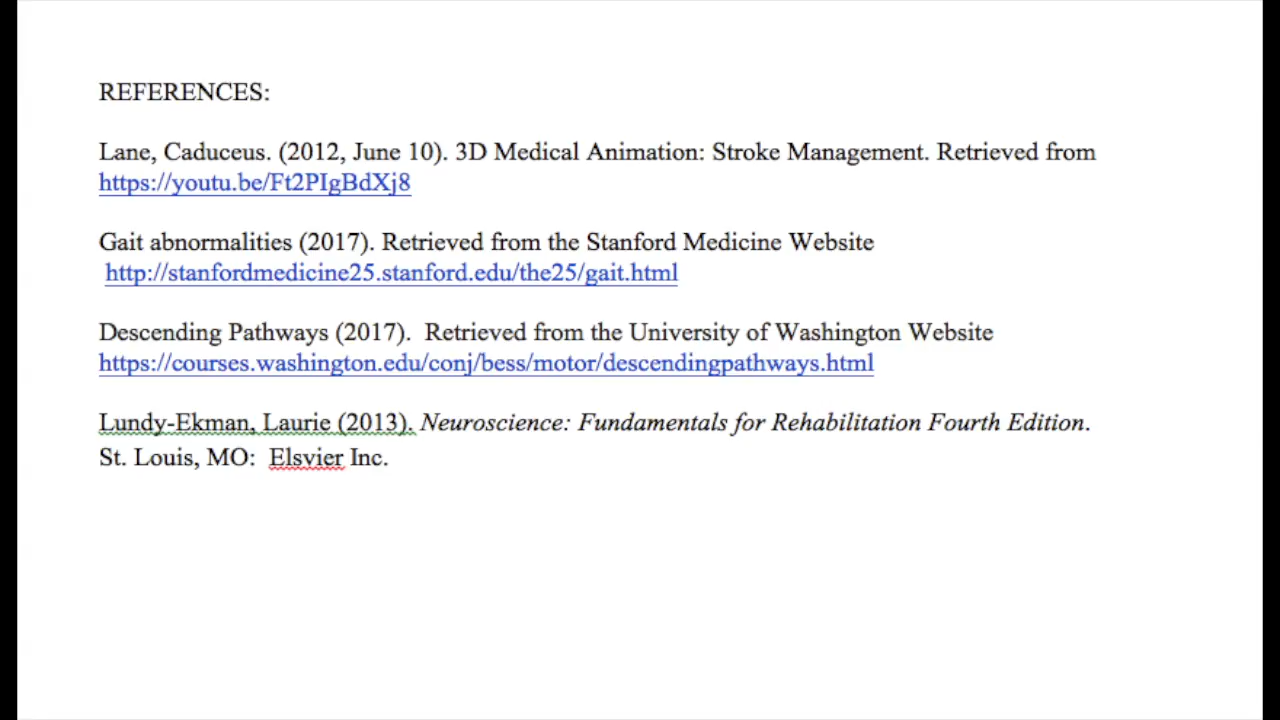 REFERENCES:
Lane, Caduceus. (2012, June 10). 3D Medical Animation: Stroke Management. Retrieved from
https://youtu.be/Ft2PIgBdXj8
Gait abnormalities (2017). Retrieved from the Stanford Medicine Website
http://stanfordmedicine25.stanford.edu/the25/gait.html
Descending Pathways (2017).  Retrieved from the University of Washington Website
https://courses.washington.edu/conj/bess/motor/descendingpathways.html
Lundy-Ekman, Laurie (2013). Neuroscience: Fundamentals for Rehabilitation Fourth Edition.
St. Louis, MO:  Elsvier Inc.